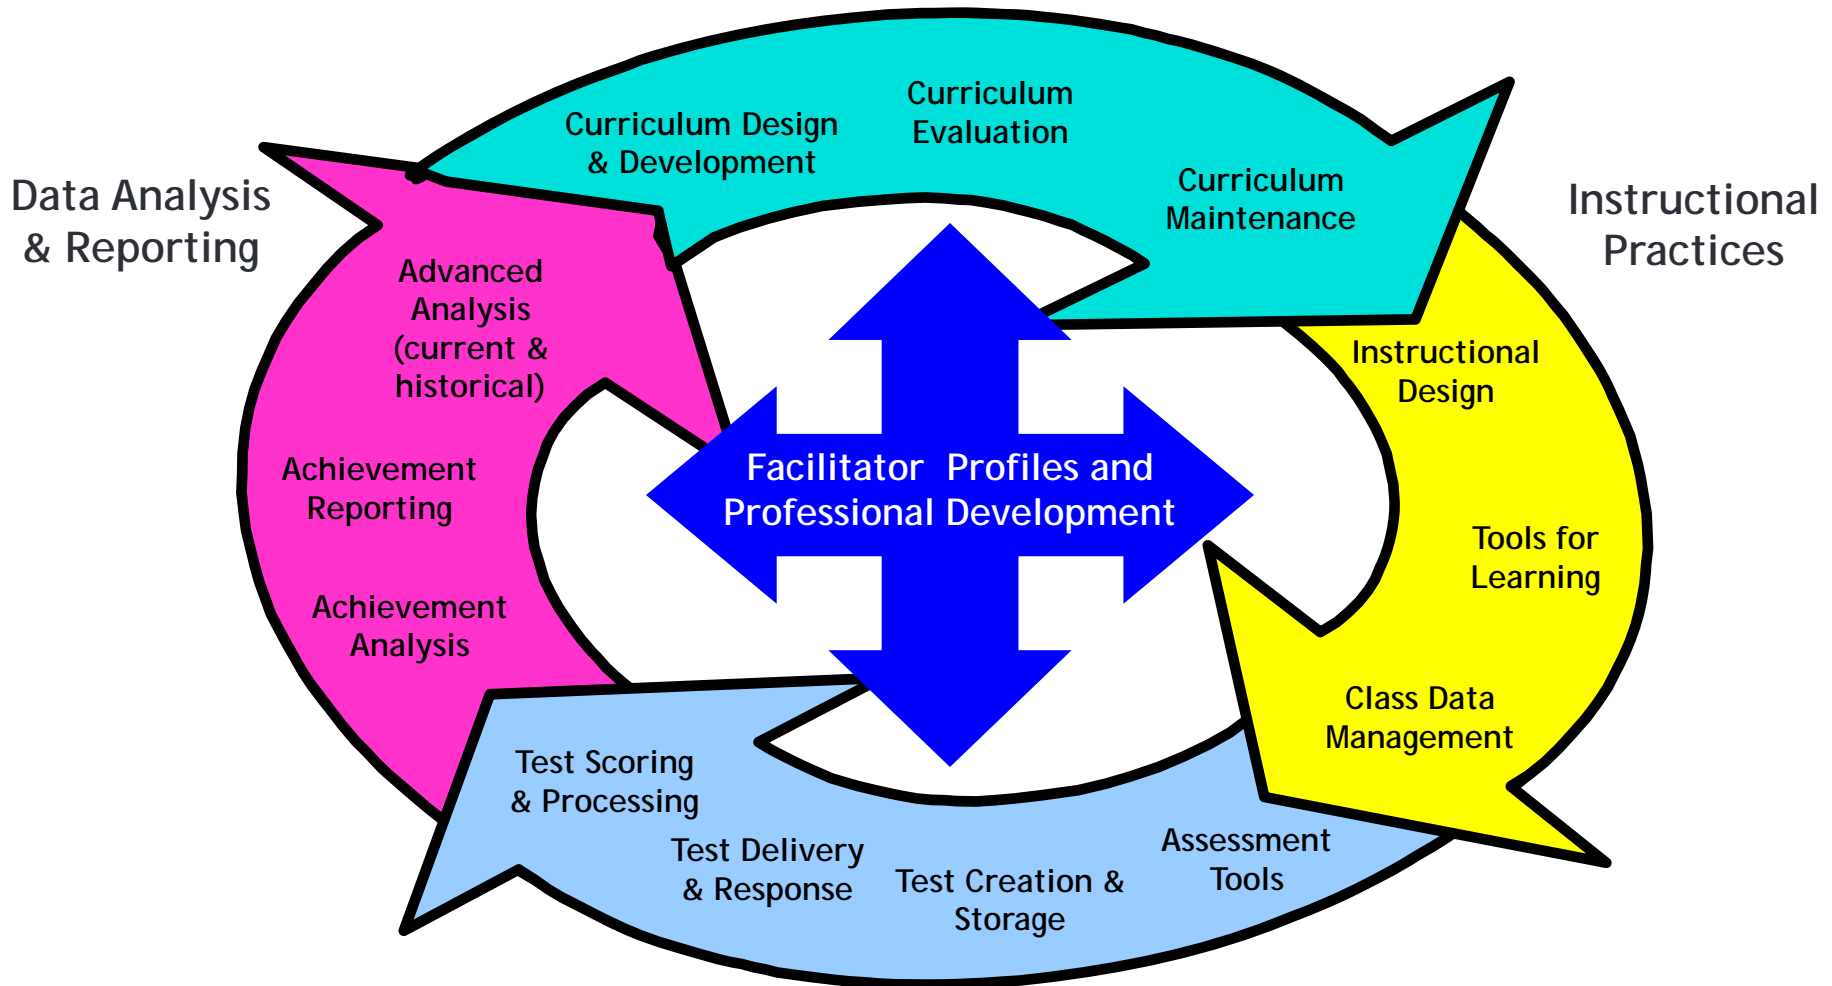 Curriculum Design
& Development
Curriculum
Evaluation
Curriculum
Maintenance
Data Analysis
& Reporting
Instructional
Practices
Advanced
Analysis
(current &
historical)
Achievement
Reporting
Achievement
Analysis
Facilitator  Profiles and
Professional Development
Instructional
Design
Tools for
Learning
Class Data
Management
Test Scoring
& Processing
Test Delivery
& Response
Test Creation &
Storage
Assessment
Tools